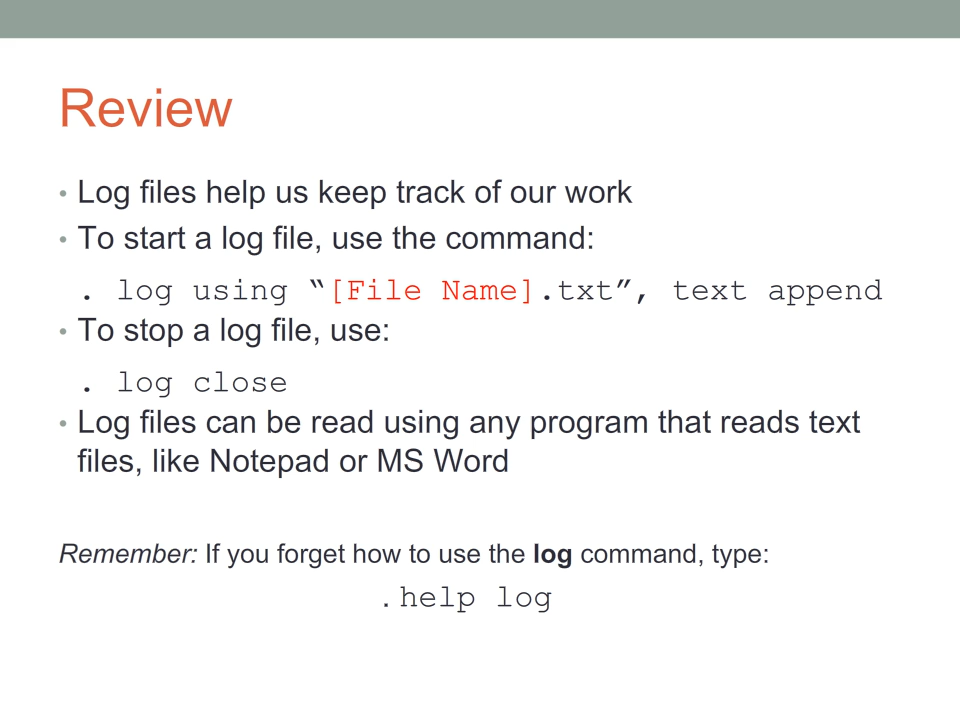 Review
• Log files help us keep track of our work
• To start a log file, use the command:
. log using “[File Name].txt”, text append
• To stop a log file, use:
. log close
• Log files can be read using any program that reads text
files, like Notepad or MS Word
Remember: If you forget how to use the log command, type:
. help log